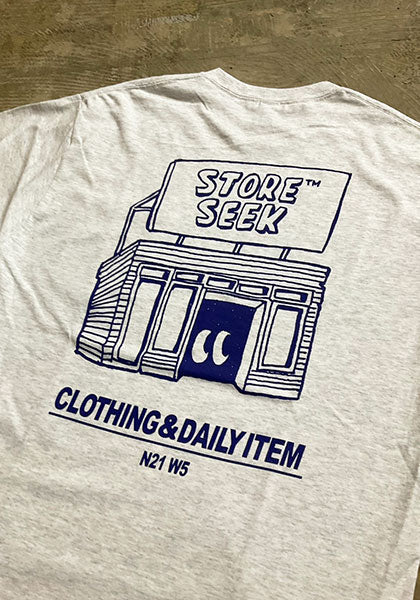 STORE™
SEEK
CLOTHING&DAILY ITEM
N21 W5